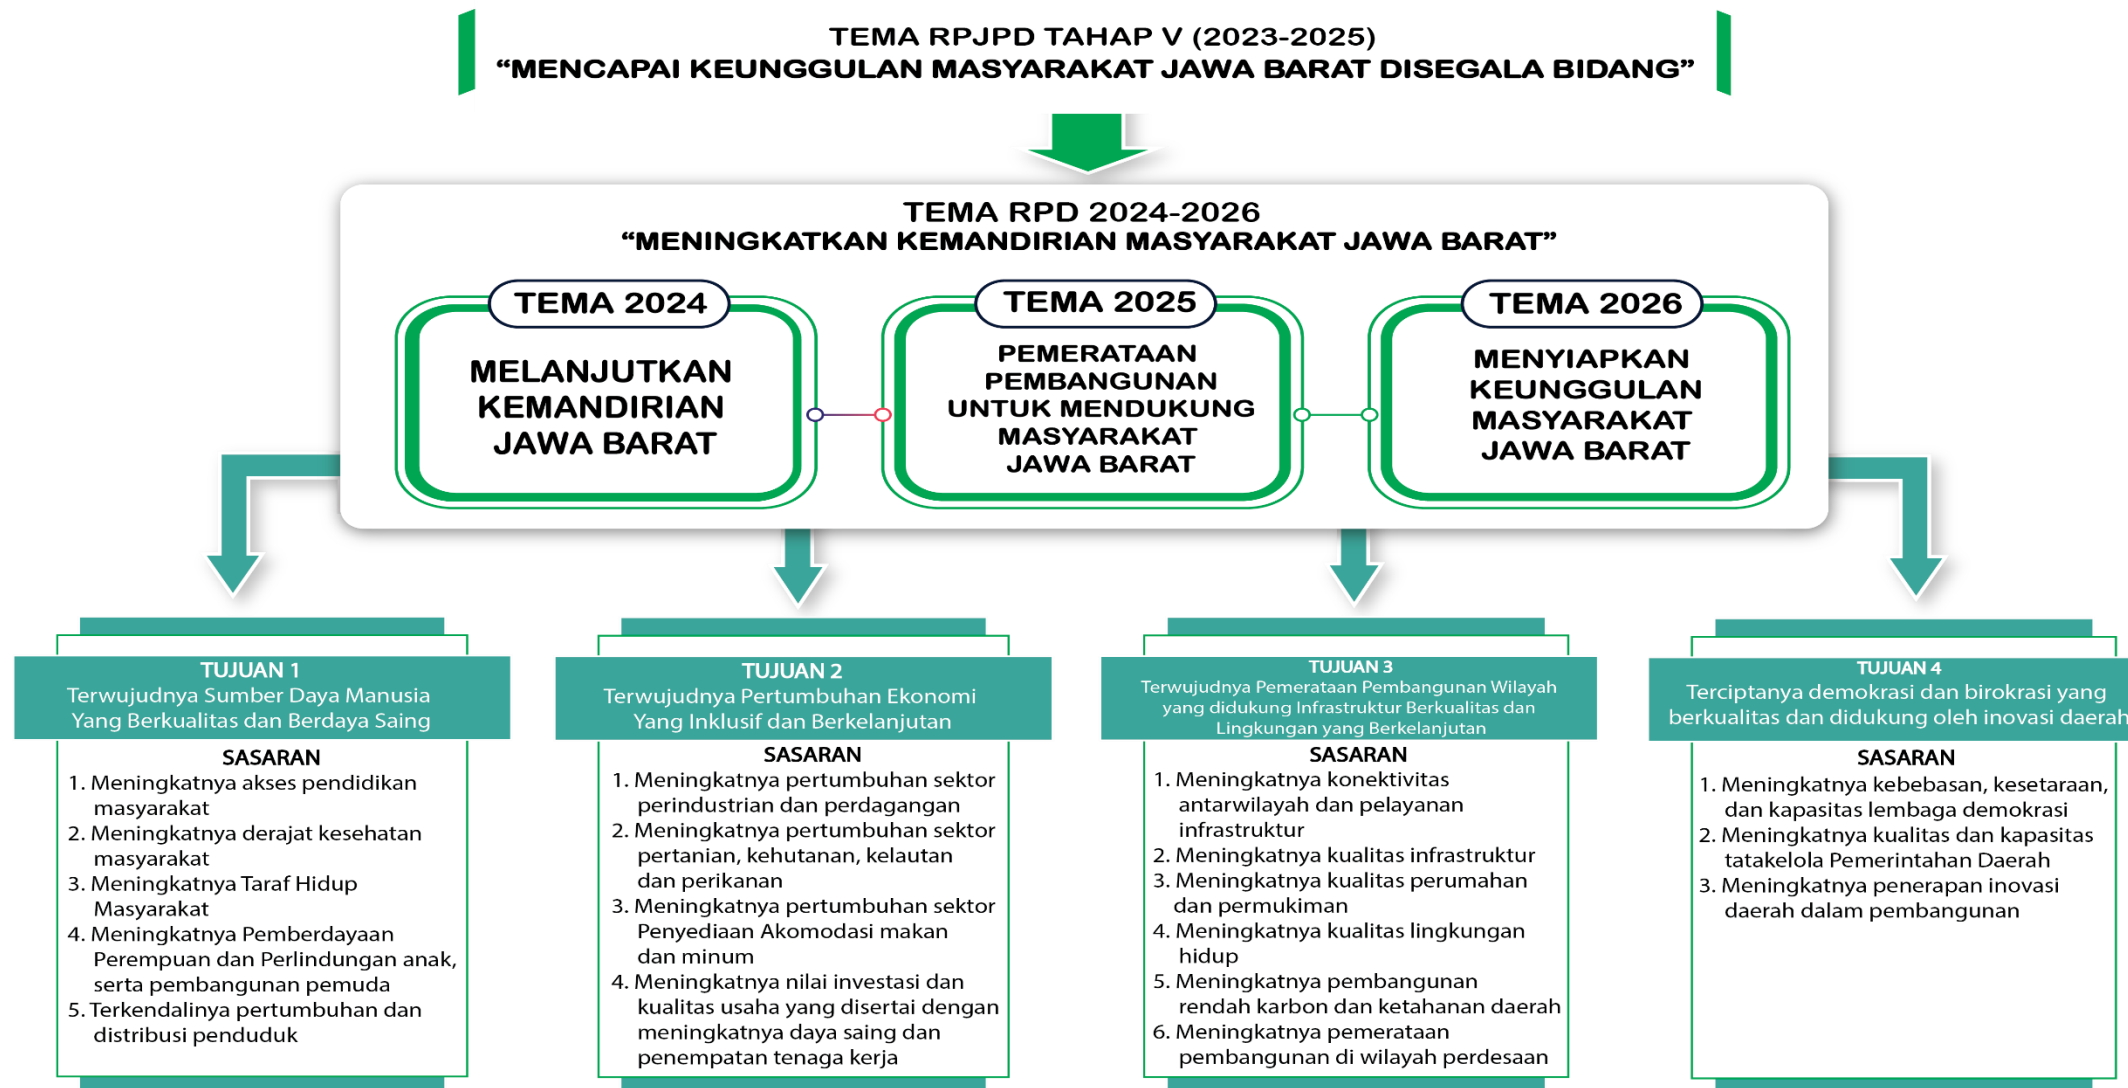 TEMA RPJPD TAHAP V (2023-2025)
“MENCAPAI KEUNGGULAN MASYARAKAT JAWA BARAT DISEGALA BIDANG”
TEMA RPD 2024-2026
“MENINGKATKAN KEMANDIRIAN MASYARAKAT JAWA BARAT”
TEMA 2024
MELANJUTKAN
KEMANDIRIAN
JAWA BARAT
TEMA 2025
PEMERATAAN
PEMBANGUNAN
UNTUK MENDUKUNG
MASYARAKAT
JAWA BARAT
TEMA 2026
MENYIAPKAN
KEUNGGULAN
MASYARAKAT
JAWA BARAT
TUJUAN 1
Terwujudnya Sumber Daya Manusia
Yang Berkualitas dan Berdaya Saing
SASARAN
1. Meningkatnya akses pendidikan
masyarakat
2. Meningkatnya derajat kesehatan
masyarakat
3. Meningkatnya Taraf Hidup
Masyarakat
4. Meningkatnya Pemberdayaan
Perempuan dan Perlindungan anak,
serta pembangunan pemuda
5. Terkendalinya pertumbuhan dan
distribusi penduduk
TUJUAN 2
Terwujudnya Pertumbuhan Ekonomi
Yang Inklusif dan Berkelanjutan
SASARAN
1. Meningkatnya pertumbuhan sektor
perindustrian dan perdagangan
2. Meningkatnya pertumbuhan sektor
pertanian, kehutanan, kelautan
dan perikanan
3. Meningkatnya pertumbuhan sektor
Penyediaan Akomodasi makan
dan minum
4. Meningkatnya nilai investasi dan
kualitas usaha yang disertai dengan
meningkatnya daya saing dan
penempatan tenaga kerja
TUJUAN 3
Terwujudnya Pemerataan Pembangunan Wilayah
yang didukung Infrastruktur Berkualitas dan
Lingkungan yang Berkelanjutan
SASARAN
1. Meningkatnya konektivitas
antarwilayah dan pelayanan
infrastruktur
2. Meningkatnya kualitas infrastruktur
3. Meningkatnya kualitas perumahan
dan permukiman
4. Meningkatnya kualitas lingkungan
hidup
5. Meningkatnya pembangunan
rendah karbon dan ketahanan daerah
6. Meningkatnya pemerataan
pembangunan di wilayah perdesaan
TUJUAN 4
Terciptanya demokrasi dan birokrasi yang
berkualitas dan didukung oleh inovasi daerah
SASARAN
1. Meningkatnya kebebasan, kesetaraan,
dan kapasitas lembaga demokrasi
2. Meningkatnya kualitas dan kapasitas
tatakelola Pemerintahan Daerah
3. Meningkatnya penerapan inovasi
daerah dalam pembangunan